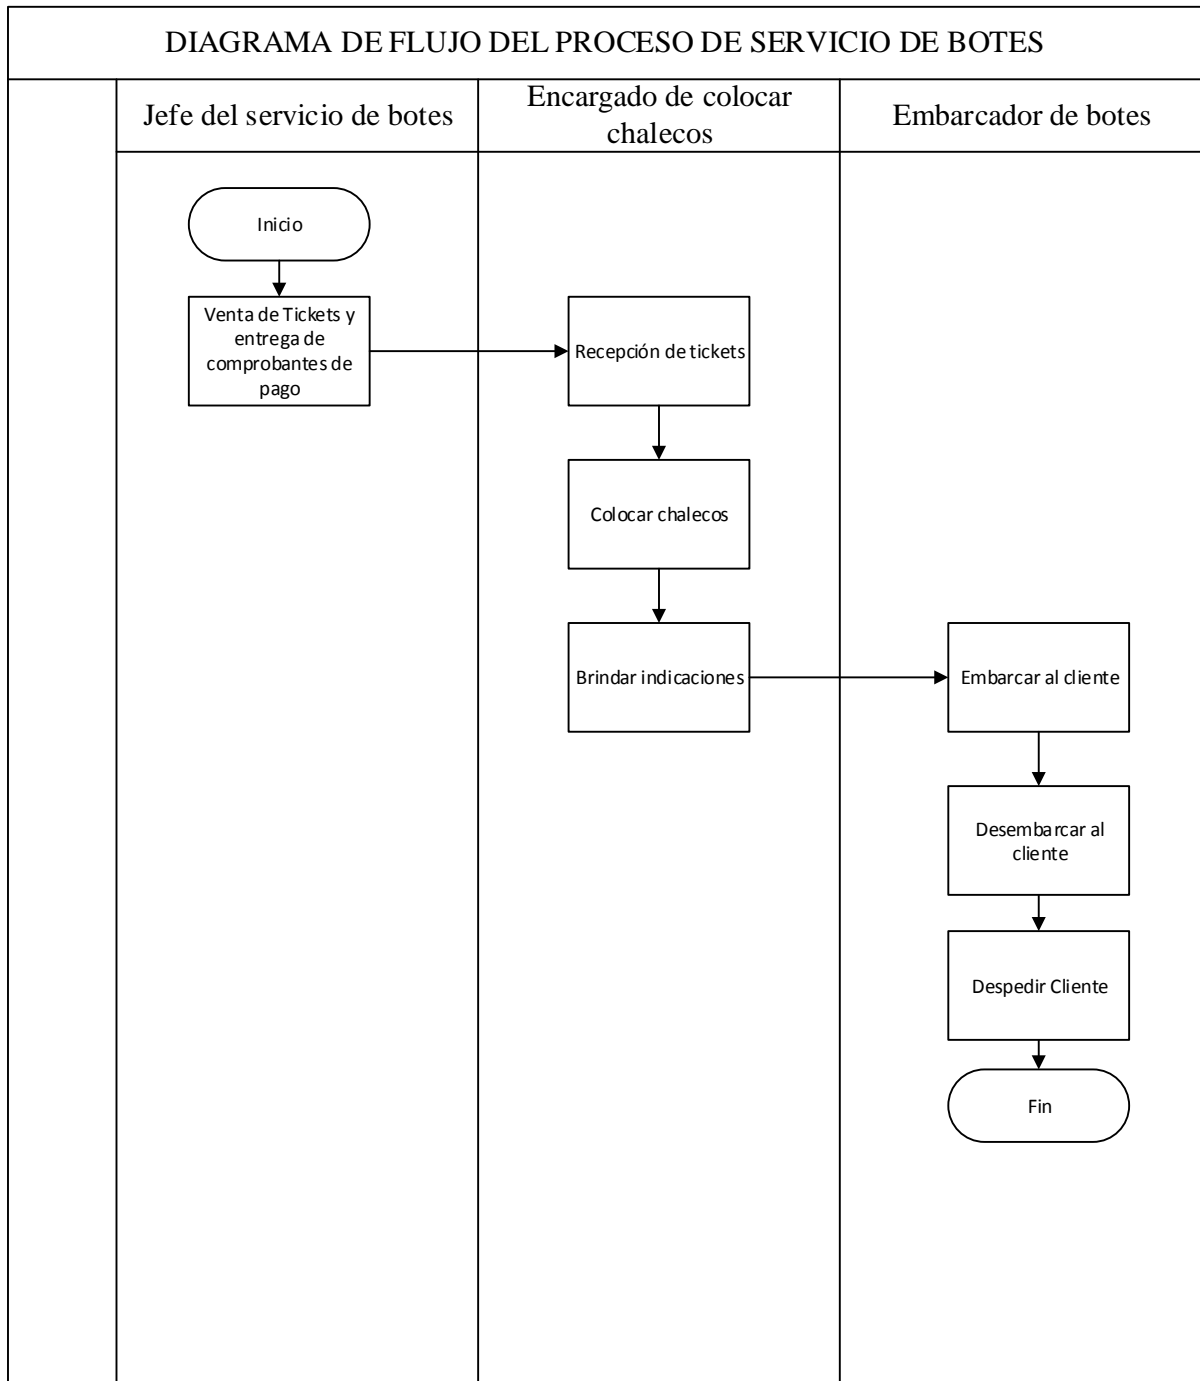 DIAGRAMA DE FLUJO DEL PROCESO DE SERVICIO DE BOTES
Jefe del servicio de botes
Encargado de colocar
chalecos
Embarcador de botes
Inicio
Venta de Tickets y
entrega de
comprobantes de
pago
Recepción de tickets
Colocar chalecos
Brindar indicaciones
Embarcar al cliente
Desembarcar al
cliente
Despedir Cliente
Fin